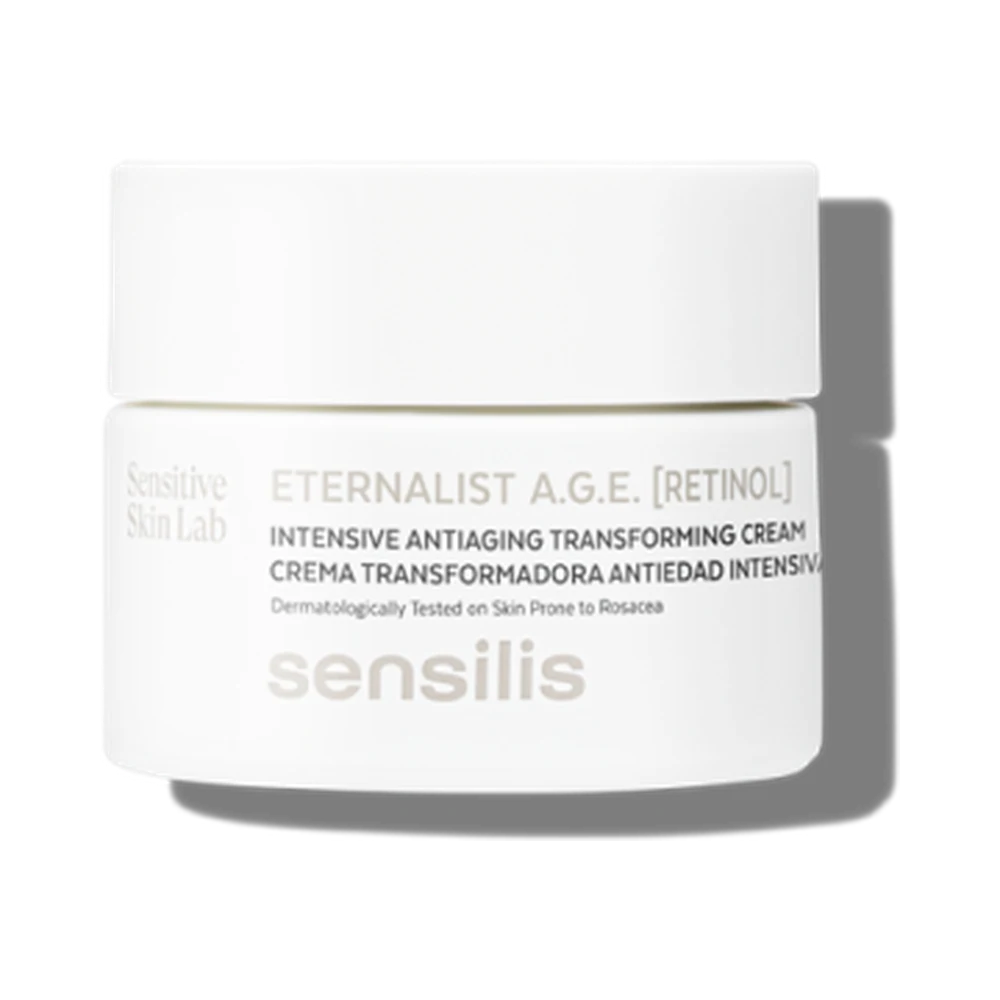 Sensitive
Skin Lab
ETERNALIST A.G.E. [RETINOL]
INTENSIVE ANTIAGING TRANSFORMING CREAM
CREMA TRANSFORMADORA ANTIEDAD INTENSIVA
Dermatologically Tested on Skin Prone to Rosacea
sensilis